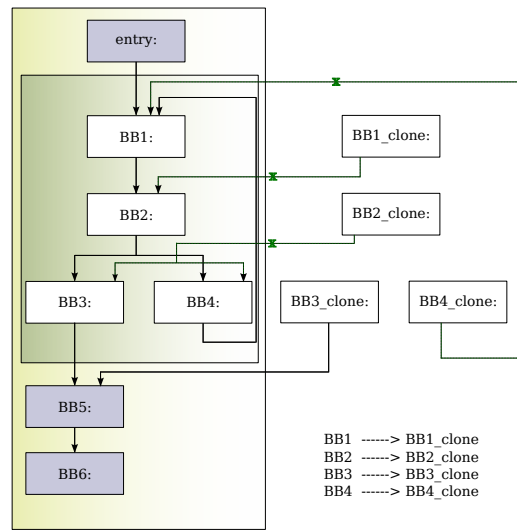 entry:
BB1:
BB1_clone:
BB2:
BB2_clone:
BB3:
BB4:
BB3_clone:
BB4_clone:
BB5:
BB6:
BB1 ------> BB1_clone
BB2 ------> BB2_clone
BB3 ------> BB3_clone
BB4 ------> BB4_clone